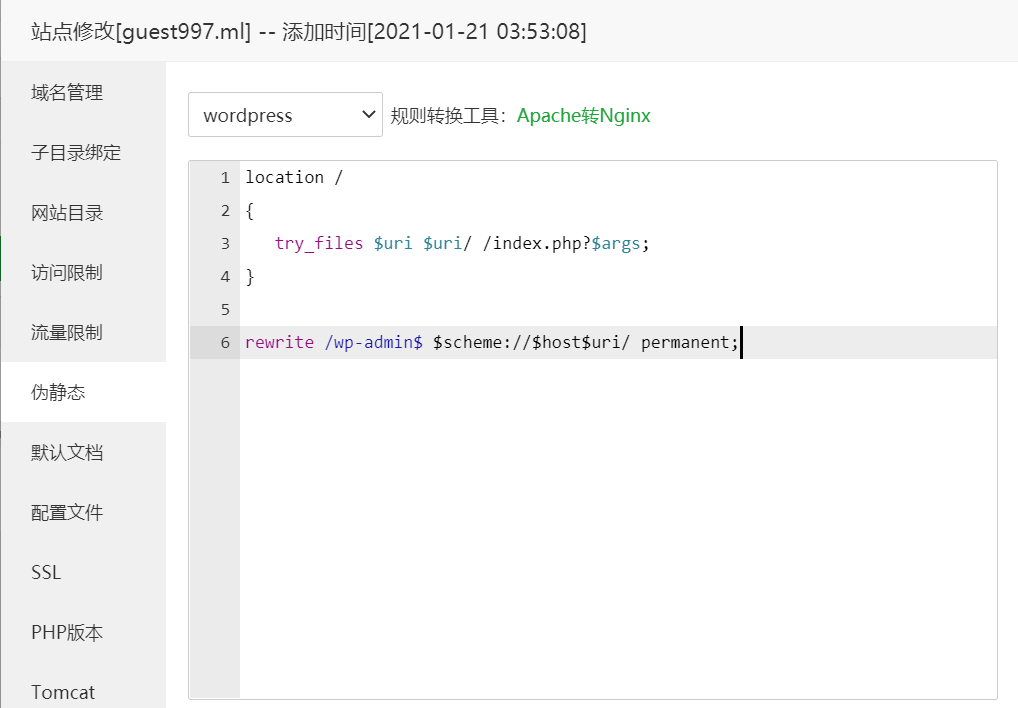 站点修改[guest997.ml] -- 添加时间[2021-01-21 03:53:08]
域名管理
子目录绑定
网站目录
访问限制
流量限制
伪静态
默认文档
配置文件
SSL
PHP版本
Tomcat
wordpress 规则转换工具：Apache转Nginx
1 location /
2 {
3 try_files $uri $uri/ /index.php?$args;
4 }
5
6 rewrite /wp-admin$ $scheme://$host$uri/ permanent;